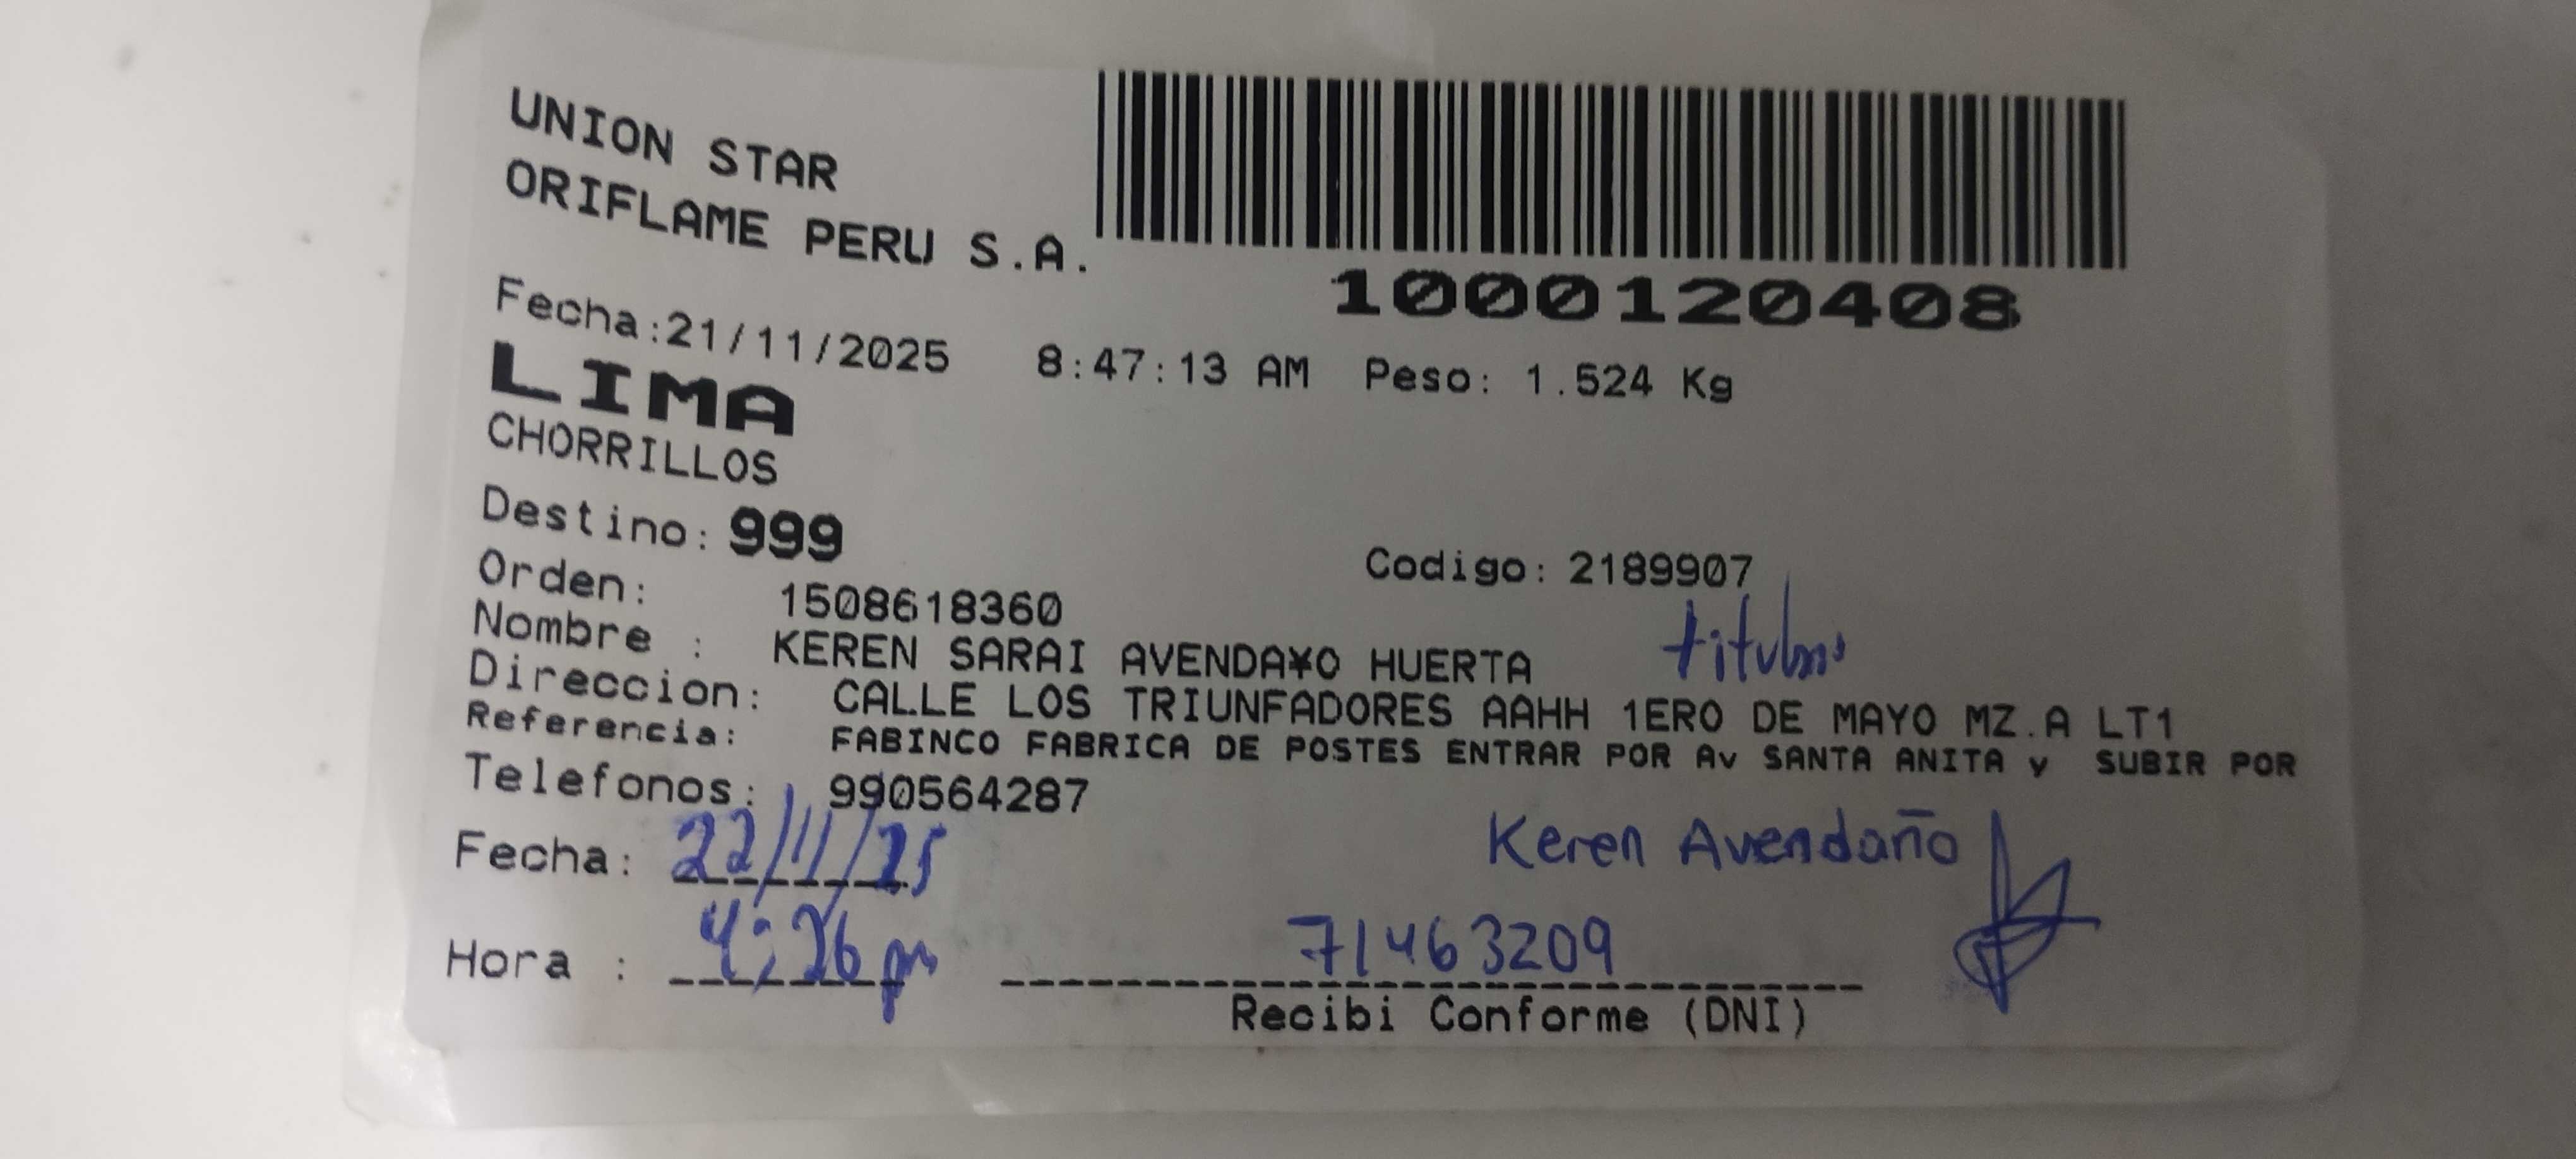 UNION STAR
ORIFLAME PERU S.A.
1000120408
Fecha:21/11/2025 8:47:13 AM Peso: 1.524 Kg
LIMA
CHORRILLOS
Destino: 999
Codigo: 2189907
Orden: 1508618360
Nombre : KEREN SARAI AVENDA¥O HUERTA
Direccion: CALLE LOS TRIUNFADORES AAHH 1ERO DE MAYO MZ.A LT1
Referencia: FABINCO FABRICA DE POSTES ENTRAR POR Av SANTA ANITA y SUBIR POR
Telefonos: 990564287
Fecha: 22/11/25
Keren Avendaño
Hora : 4:26 pm
71463209
Recibi Conforme (DNI)